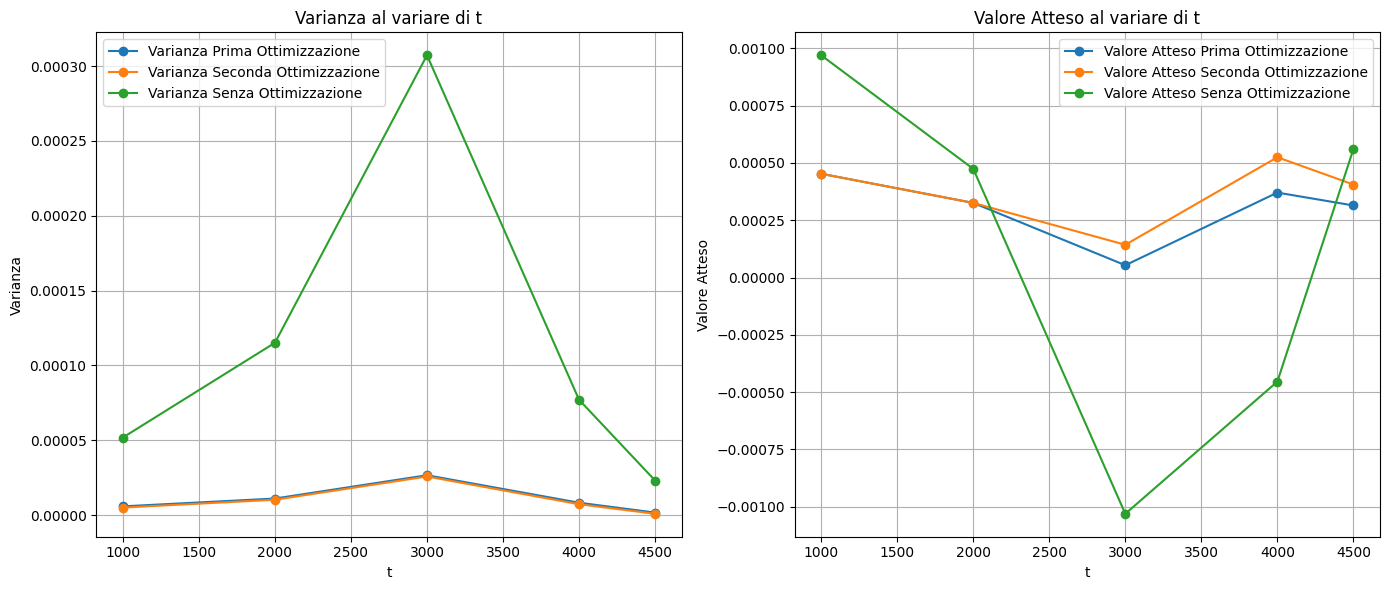 Varianza al variare di t
Varianza Prima Ottimizzazione
Varianza Seconda Ottimizzazione
Varianza Senza Ottimizzazione
0.00030
0.00025
0.00020
0.00015
0.00010
0.00005
0.00000
Varianza
1000 1500 2000 2500 3000 3500 4000 4500
t
Valore Atteso al variare di t
Valore Atteso Prima Ottimizzazione
Valore Atteso Seconda Ottimizzazione
Valore Atteso Senza Ottimizzazione
0.00100
0.00075
0.00050
0.00025
0.00000
−0.00025
−0.00050
−0.00075
−0.00100
Valore Atteso
1000 1500 2000 2500 3000 3500 4000 4500
t